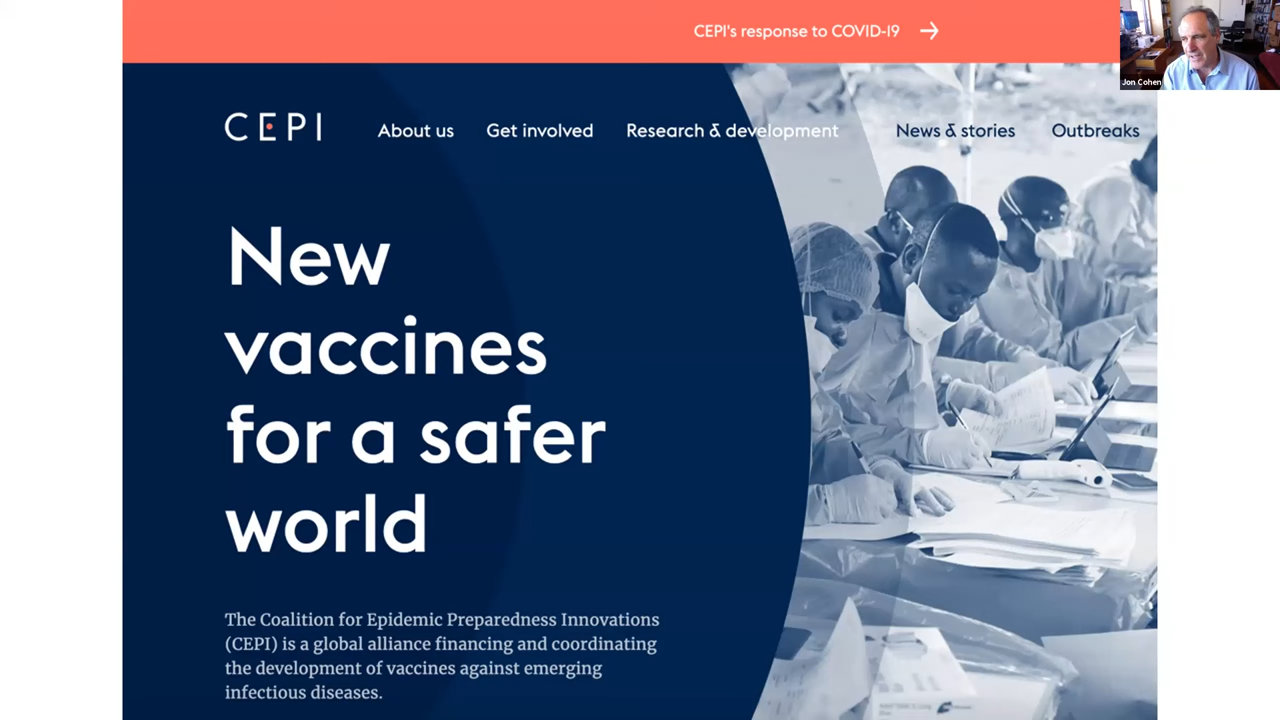 CEPI's response to COVID-19 →
Jon Cohen
CEPI
About us
Get involved
Research & development
News & stories
Outbreaks
New
vaccines
for a safer
world
The Coalition for Epidemic Preparedness Innovations
(CEPI) is a global alliance financing and coordinating
the development of vaccines against emerging
infectious diseases.